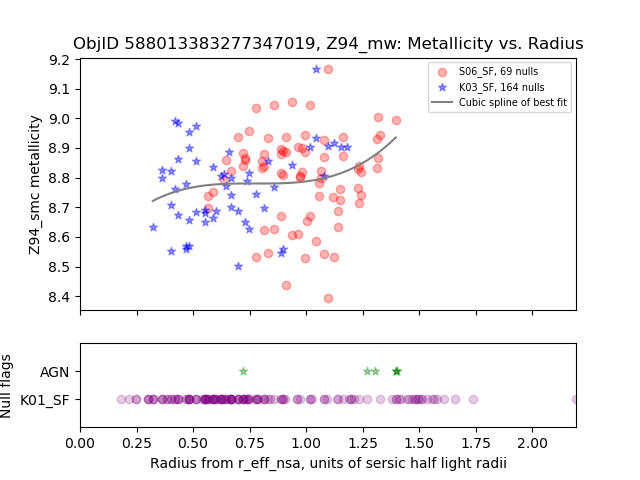 ObjID 588013383277347019, Z94_mw: Metallicity vs. Radius
9.2
9.1
9.0
8.9
8.8
8.7
8.6
8.5
8.4
Z94_smc metallicity
S06_SF, 69 nulls
K03_SF, 164 nulls
Cubic spline of best fit
AGN
K01_SF
Null flags
0.00
0.25
0.50
0.75
1.00
1.25
1.50
1.75
2.00
Radius from r_eff_nsa, units of sersic half light radii